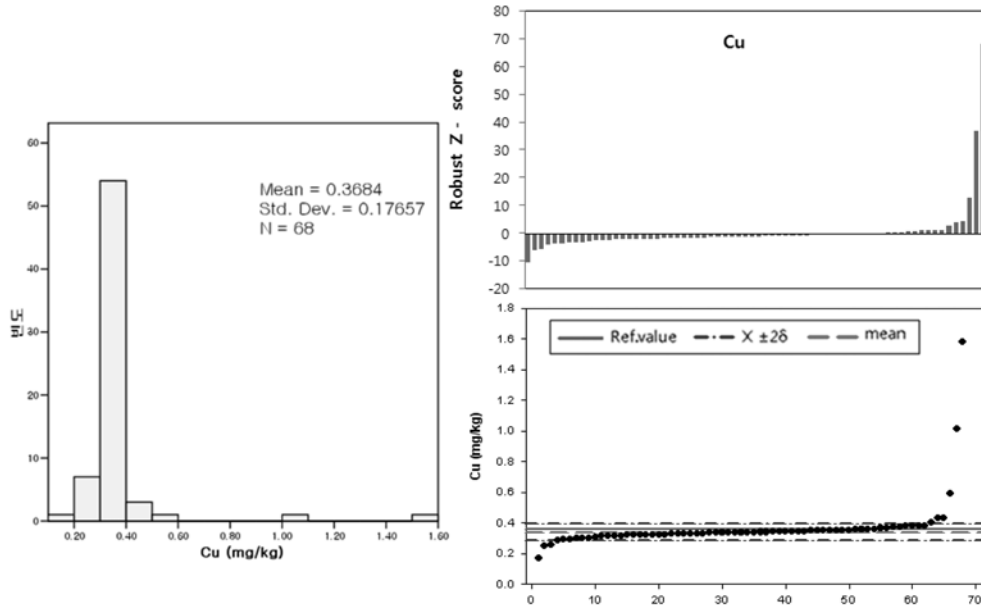 60
50
40
30
20
10
0
빈도
Mean = 0.3684
Std. Dev. = 0.17657
N = 68
0.20 0.40 0.60 0.80 1.00 1.20 1.40 1.60
Cu (mg/kg)
Robust Z - score
80
70
60
50
40
30
20
10
0
-10
-20
Cu
Cu (mg/kg)
1.8
1.6
1.4
1.2
1.0
0.8
0.6
0.4
0.2
0.0
Ref.value X ±2δ mean
0 10 20 30 40 50 60 70